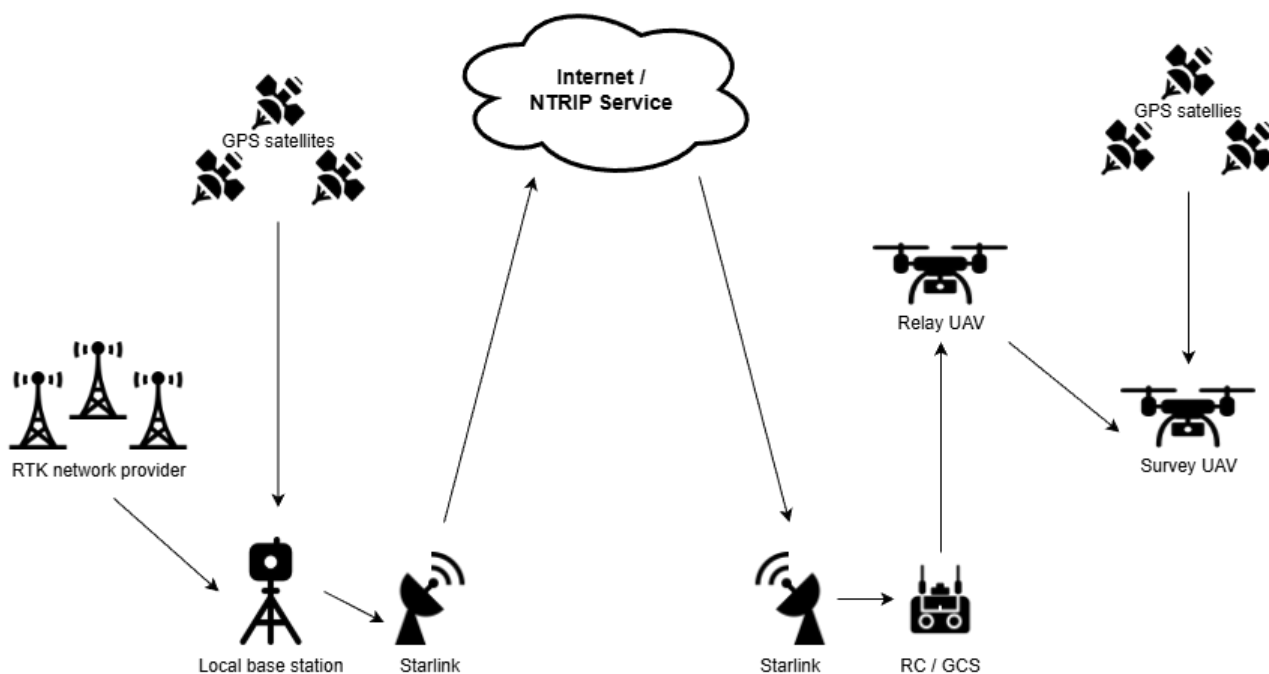 Internet /
NTRIP Service
GPS satellites
GPS satellies
Relay UAV
RTK network provider
Survey UAV
Local base station
Starlink
Starlink
RC / GCS